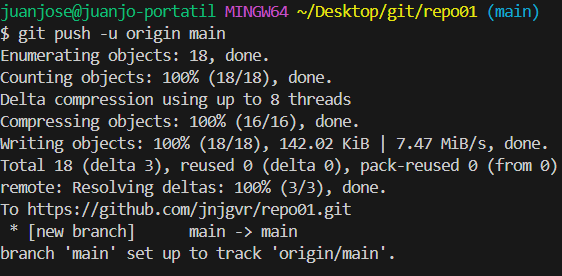 juanjose@juanjo-portatil MINGW64 ~/Desktop/git/repo01 (main)
$ git push -u origin main
Enumerating objects: 18, done.
Counting objects: 100% (18/18), done.
Delta compression using up to 8 threads
Compressing objects: 100% (16/16), done.
Writing objects: 100% (18/18), 142.02 KiB | 7.47 MiB/s, done.
Total 18 (delta 3), reused 0 (delta 0), pack-reused 0 (from 0)
remote: Resolving deltas: 100% (3/3), done.
To https://github.com/jnjgvr/repo01.git
 * [new branch]      main -> main
branch 'main' set up to track 'origin/main'.